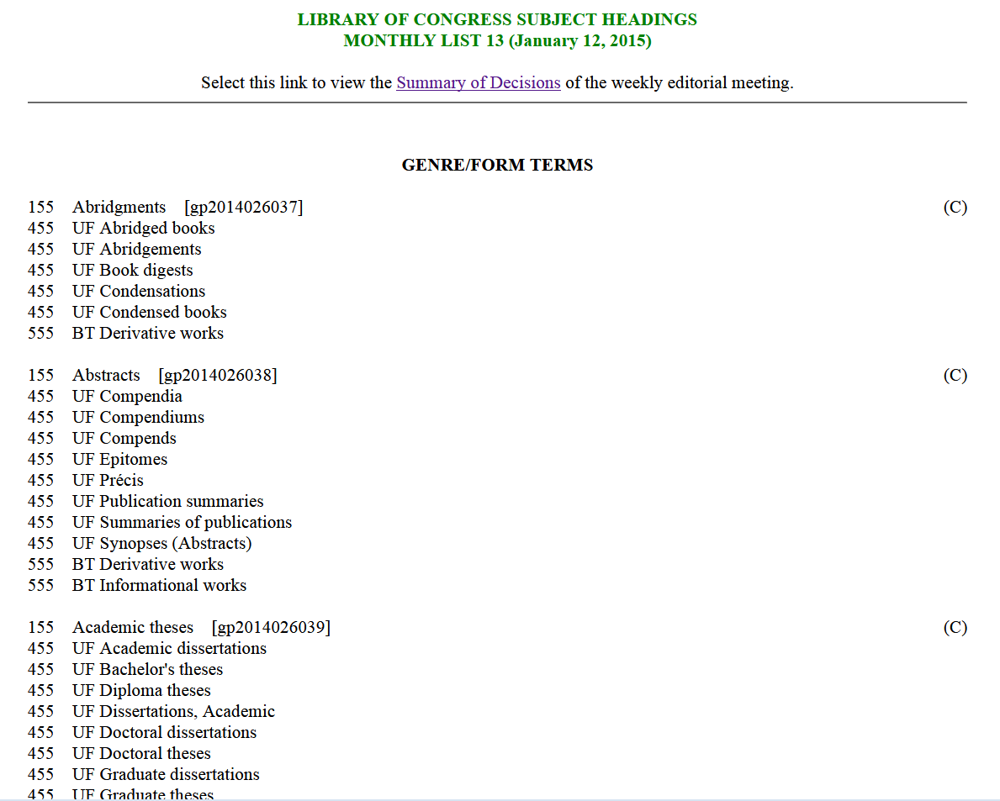 LIBRARY OF CONGRESS SUBJECT HEADINGS
MONTHLY LIST 13 (January 12, 2015)
Select this link to view the Summary of Decisions of the weekly editorial meeting.
GENRE/FORM TERMS
155 Abridgments [gp2014026037] (C)
455 UF Abridged books
455 UF Abridgements
455 UF Book digests
455 UF Condensations
455 UF Condensed books
555 BT Derivative works
155 Abstracts [gp2014026038] (C)
455 UF Compendia
455 UF Compendiums
455 UF Compends
455 UF Epitomes
455 UF Précis
455 UF Publication summaries
455 UF Summaries of publications
455 UF Synopses (Abstracts)
555 BT Derivative works
555 BT Informational works
155 Academic theses [gp2014026039] (C)
455 UF Academic dissertations
455 UF Bachelor's theses
455 UF Diploma theses
455 UF Dissertations, Academic
455 UF Doctoral dissertations
455 UF Doctoral theses
455 UF Graduate dissertations
455 UF Graduate theses